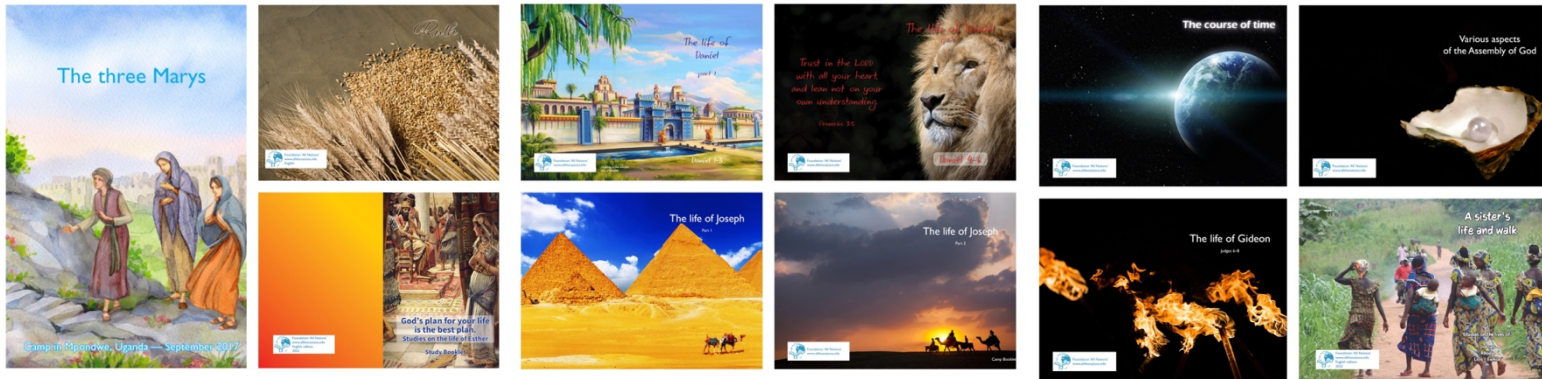 The three Marys
Camp in Mpondwe, Uganda — September 2017
Ruth
God's plan for your life
is the best plan.
Studies on the life of Esther
Study Booklet
The life of
Daniel
part 1
Daniel 1-3
The life of Daniel
Trust in the LORD
with all your heart,
and lean not on your
own understanding
Proverbs 3:5
The life of Joseph
Part 1
The life of Joseph
Part 2
Camp Booklet
The course of time
Various aspects
of the Assembly of God
The life of Gideon
Judges 6-8
A sister's
life and walk